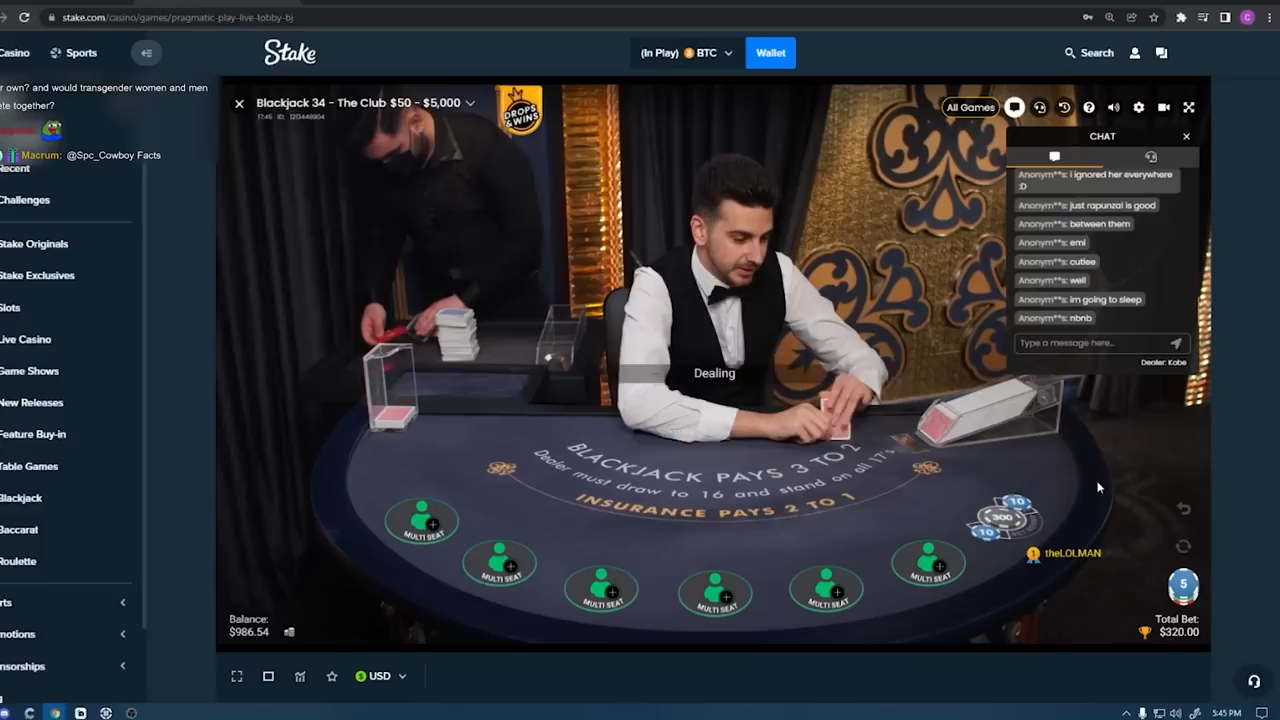 stake.com/casino/games/pragmatic-play-live-lobby-bj
C
Casino
Sports
Stake
(In Play) BTC
Wallet
Search
r own? and would transgender women and men
ete together?
Macrum: @Spc_Cowboy Facts
Recent
Challenges
Stake Originals
Stake Exclusives
Slots
Live Casino
Game Shows
New Releases
Feature Buy-in
Table Games
Blackjack
Baccarat
Roulette
rts
motions
nsorships
Blackjack 34 - The Club $50 - $5,000
17:45 ID: 1213448904
DROPS & WINS
All Games
CHAT
Anonym**s: i ignored her everywhere
:D
Anonym**s: just rapunzal is good
Anonym**s: between them
Anonym**s: emi
Anonym**s: cutiee
Anonym**s: well
Anonym**s: im going to sleep
Anonym**s: nbnb
Type a message here...
Dealer: Kobe
Dealing
BLACKJACK PAYS 3 TO 2
Dealer must draw to 16 and stand on all 17's
INSURANCE PAYS 2 TO 1
MULTI SEAT
MULTI SEAT
MULTI SEAT
MULTI SEAT
MULTI SEAT
MULTI SEAT
10
300
10
1 theLOLMAN
5
Balance:
$986.54
Total Bet:
$320.00
USD
5:45 PM